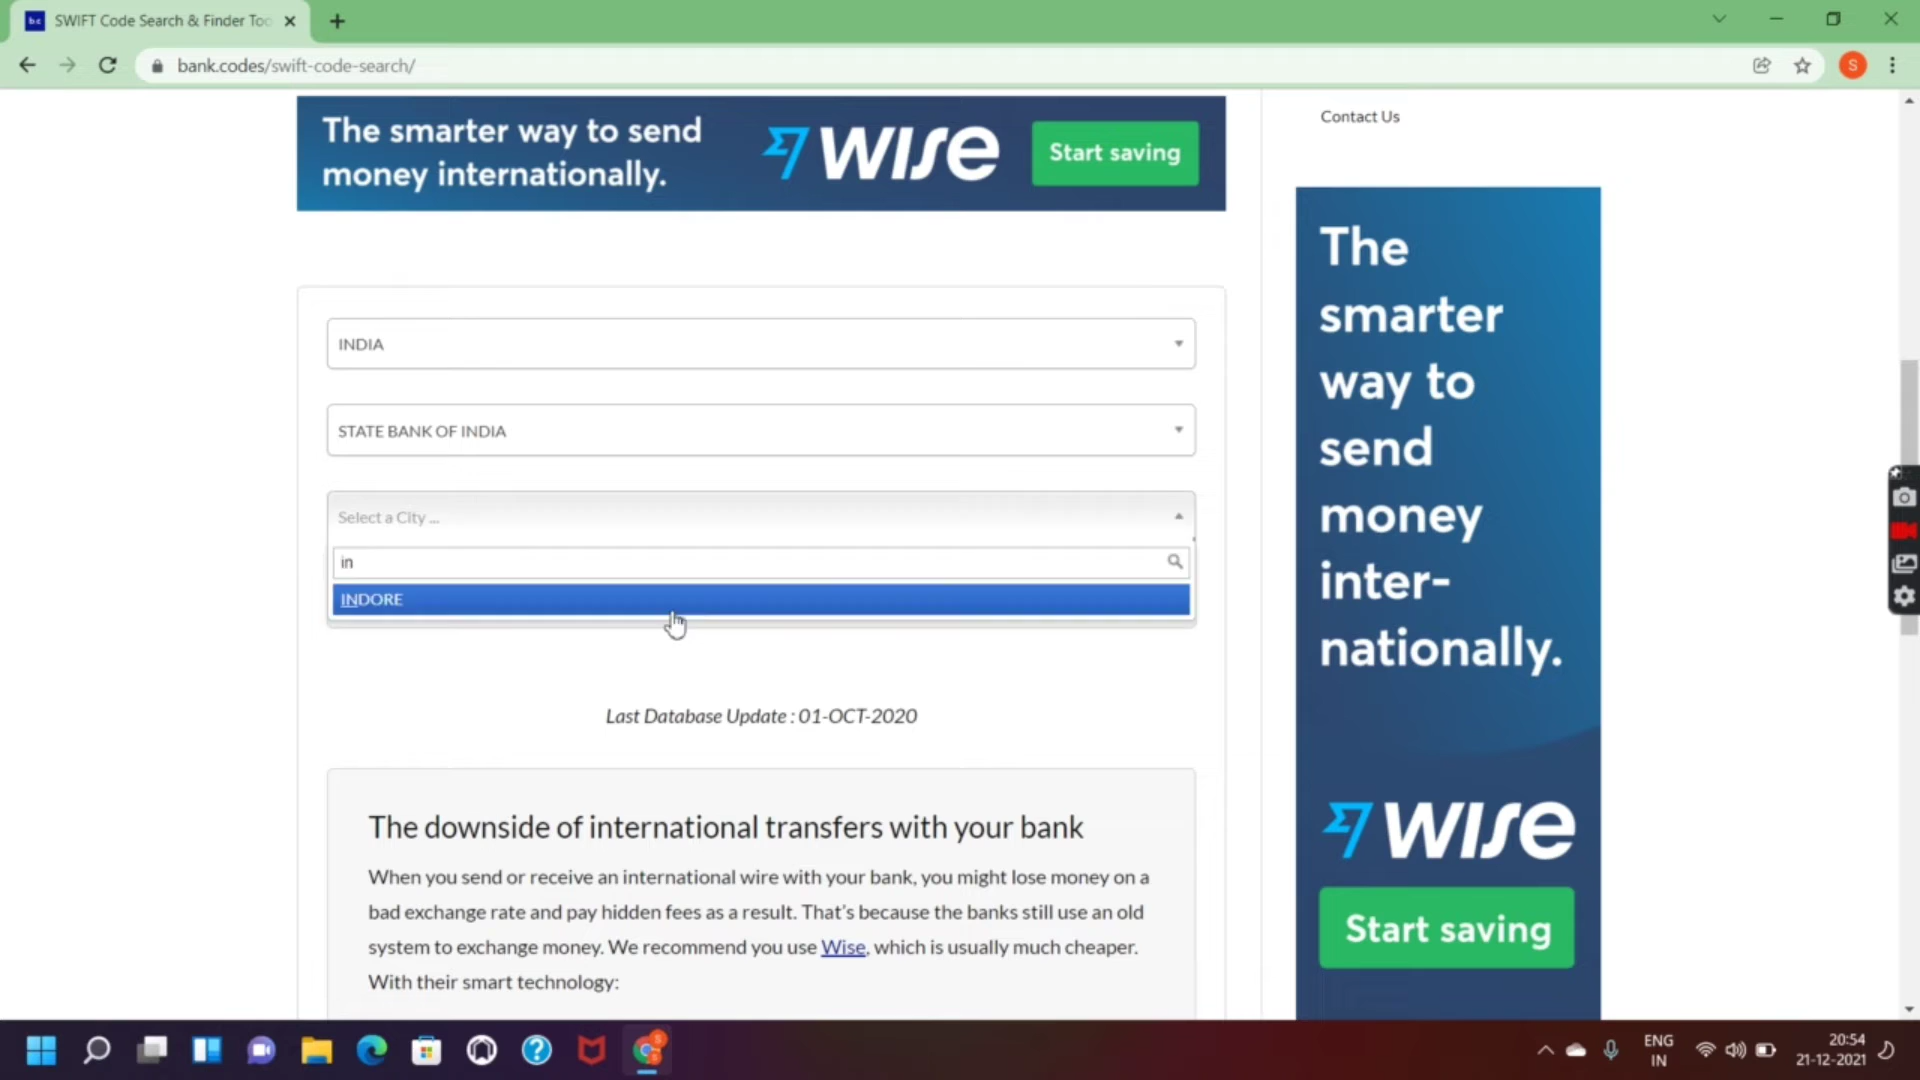 bc
SWIFT Code Search & Finder Too
bank.codes/swift-code-search/
S
The smarter way to send
money internationally.
WISE
Start saving
Contact Us
INDIA
STATE BANK OF INDIA
Select a City ...
in
INDORE
Last Database Update : 01-OCT-2020
The downside of international transfers with your bank
When you send or receive an international wire with your bank, you might lose money on a
bad exchange rate and pay hidden fees as a result. That's because the banks still use an old
system to exchange money. We recommend you use Wise, which is usually much cheaper.
With their smart technology:
The
smarter
way to
send
money
inter-
nationally.
WISE
Start saving
S
ENG
IN
20:54
21-12-2021